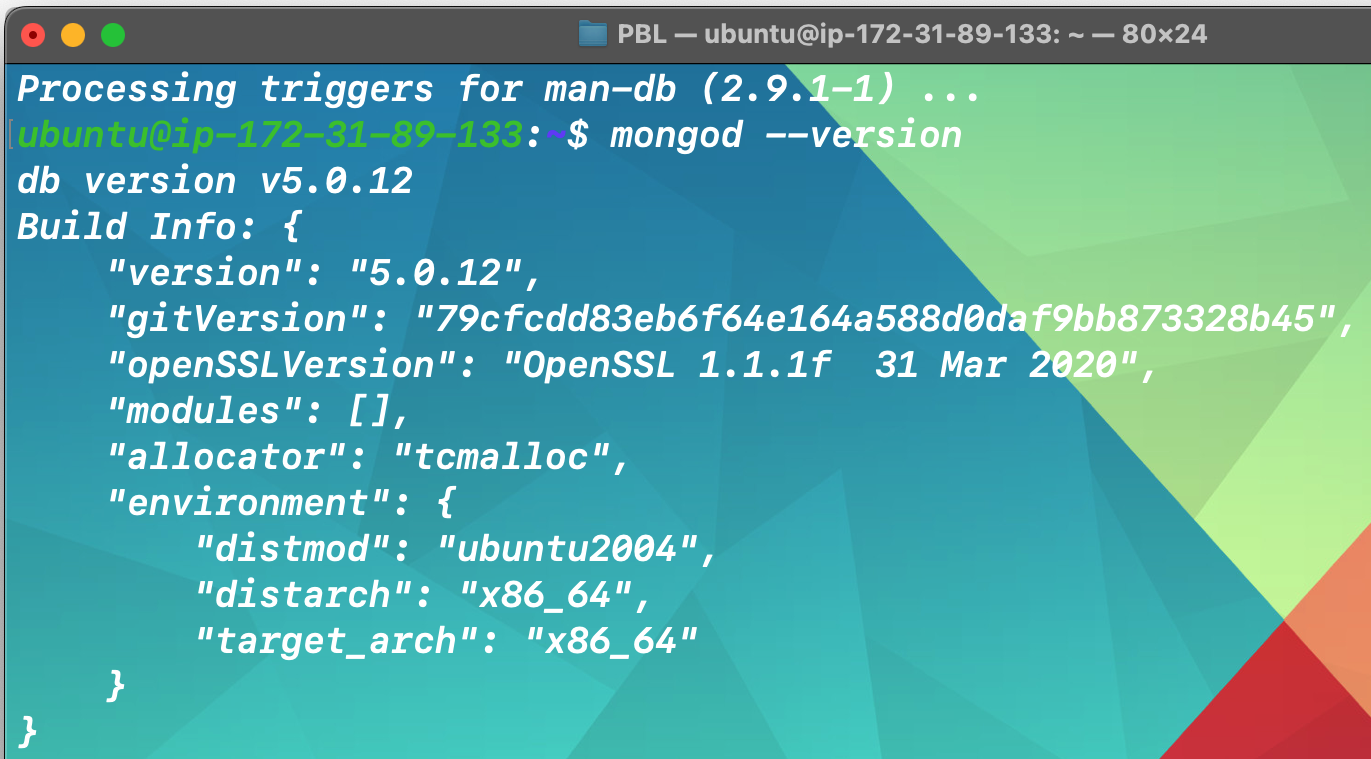 PBL — ubuntu@ip-172-31-89-133: ~ — 80×24
Processing triggers for man-db (2.9.1-1) ...
ubuntu@ip-172-31-89-133:~$ mongod --version
db version v5.0.12
Build Info: {
    "version": "5.0.12",
    "gitVersion": "79cfcdd83eb6f64e164a588d0daf9bb873328b45",
    "openSSLVersion": "OpenSSL 1.1.1f  31 Mar 2020",
    "modules": [],
    "allocator": "tcmalloc",
    "environment": {
        "distmod": "ubuntu2004",
        "distarch": "x86_64",
        "target_arch": "x86_64"
    }
}